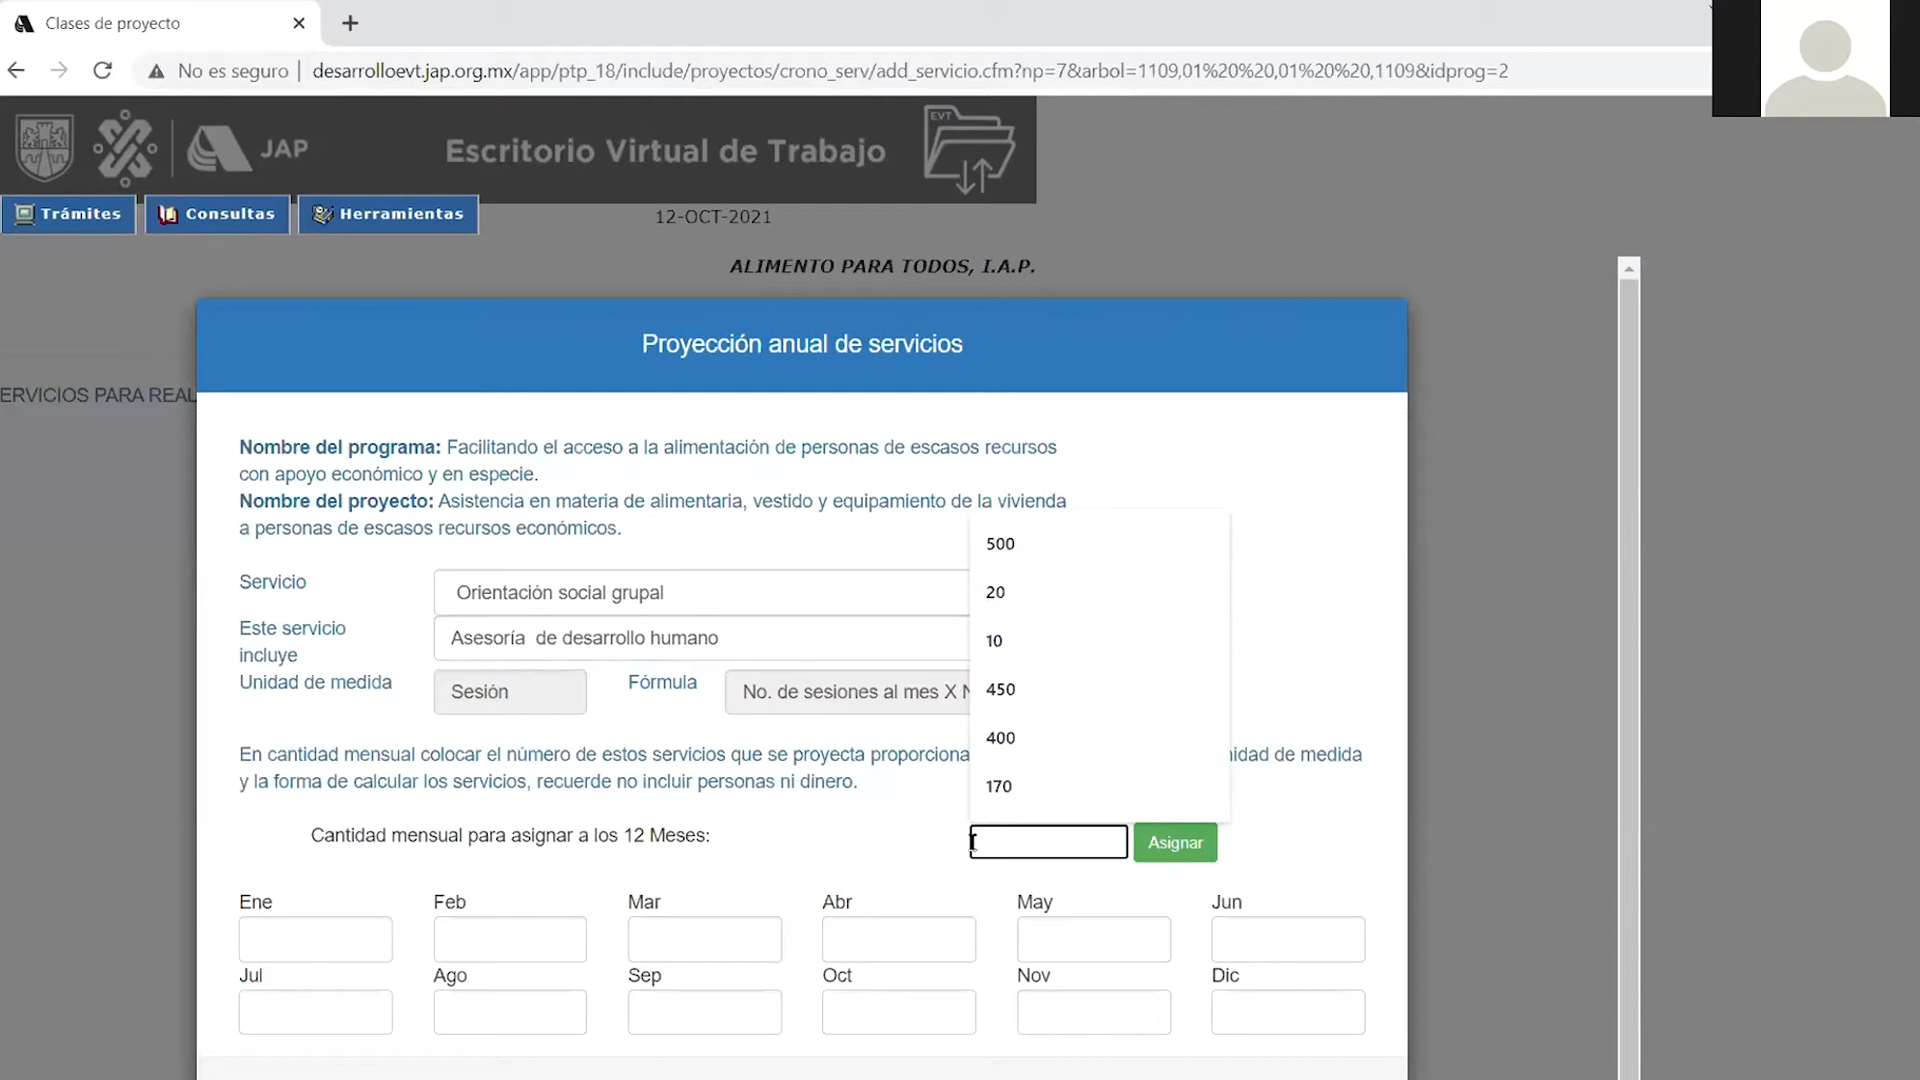 Clases de proyecto
No es seguro | desarrolloevt.jap.org.mx/app/ptp_18/include/proyectos/crono_serv/add_servicio.cfm?np=7&arbol=1109,01%20%20,01%20%20,1109&idprog=2
JAP
Escritorio Virtual de Trabajo
EVT
Trámites
Consultas
Herramientas
12-OCT-2021
ALIMENTO PARA TODOS, I.A.P.
Proyección anual de servicios
ERVICIOS PARA REAL
Nombre del programa: Facilitando el acceso a la alimentación de personas de escasos recursos
con apoyo económico y en especie.
Nombre del proyecto: Asistencia en materia de alimentaria, vestido y equipamiento de la vivienda
a personas de escasos recursos económicos.
500
Servicio
Orientación social grupal
20
Este servicio
incluye
Asesoría de desarrollo humano
10
Unidad de medida
Sesión
Fórmula
No. de sesiones al mes X N
450
400
En cantidad mensual colocar el número de estos servicios que se proyecta proporciona nidad de medida
y la forma de calcular los servicios, recuerde no incluir personas ni dinero.
170
Cantidad mensual para asignar a los 12 Meses:
Asignar
Ene Feb Mar Abr May Jun
Jul Ago Sep Oct Nov Dic